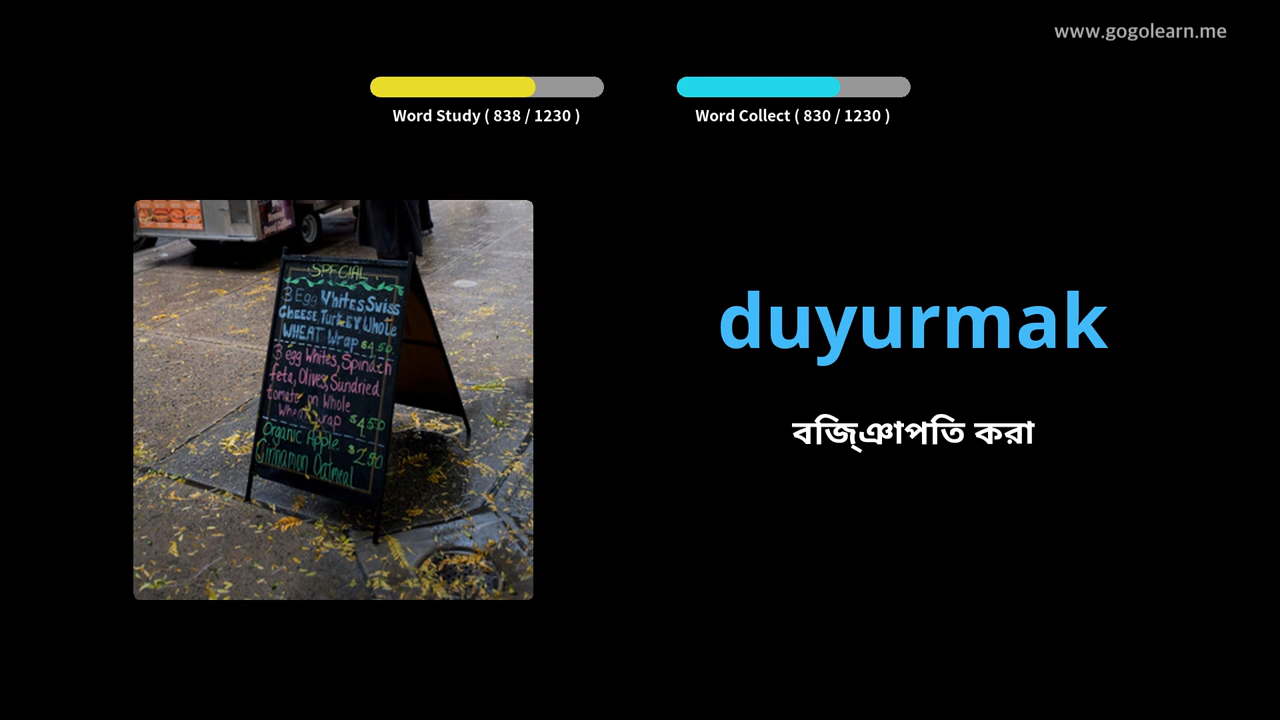 www.gogolearn.me
Word Study ( 838 / 1230 )
Word Collect ( 830 / 1230 )
SPECIAL
3 Egg Whites, Swiss
Cheese, Turkey Whole
WHEAT Wrap $4.50
3 egg Whites, Spinach
feta, Olives, Sundried
tomato on Whole
Wheat Wrap $4.50
Organic Apple
Cinnamon Oatmeal $2.50
duyurmak
বিজ্ঞাপিত করা